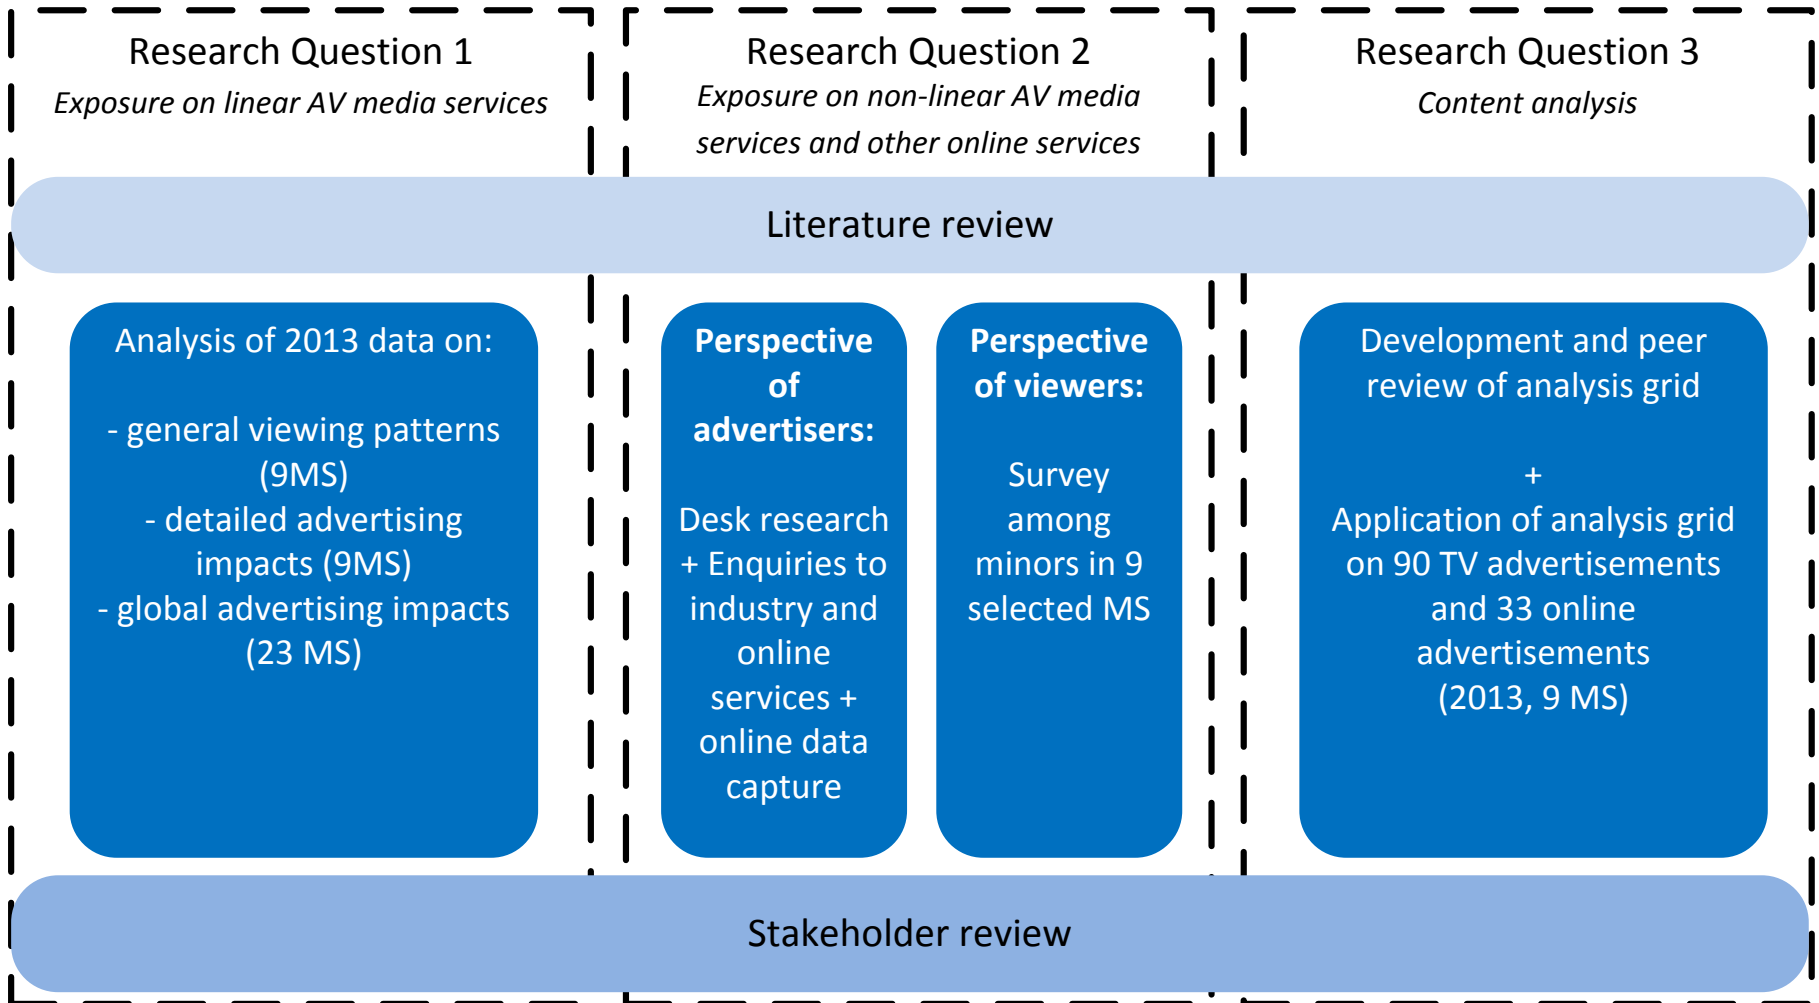 Research Question 1
Exposure on linear AV media services
Research Question 2
Exposure on non-linear AV media
services and other online services
Research Question 3
Content analysis
Literature review
Analysis of 2013 data on:
- general viewing patterns
(9MS)
- detailed advertising
impacts (9MS)
- global advertising impacts
(23 MS)
Perspective
of
advertisers:
Desk research
+ Enquiries to
industry and
online
services +
online data
capture
Perspective
of viewers:
Survey
among
minors in 9
selected MS
Development and peer
review of analysis grid
+
Application of analysis grid
on 90 TV advertisements
and 33 online
advertisements
(2013, 9 MS)
Stakeholder review